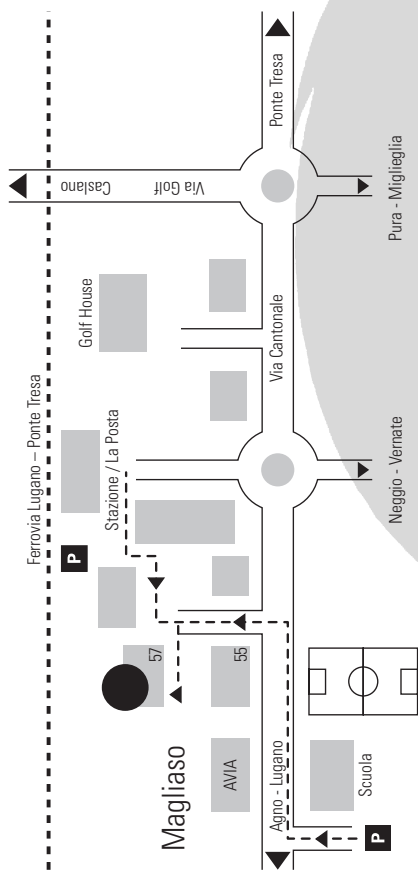 Ferrovia Lugano – Ponte Tresa
P
Stazione / La Posta
Golf House
Via Golf
Caslano
57
Magliaso
55
AVIA
Agno - Lugano
Via Cantonale
Ponte Tresa
Scuola
P
Neggio - Vernate
Pura - Miglieglia